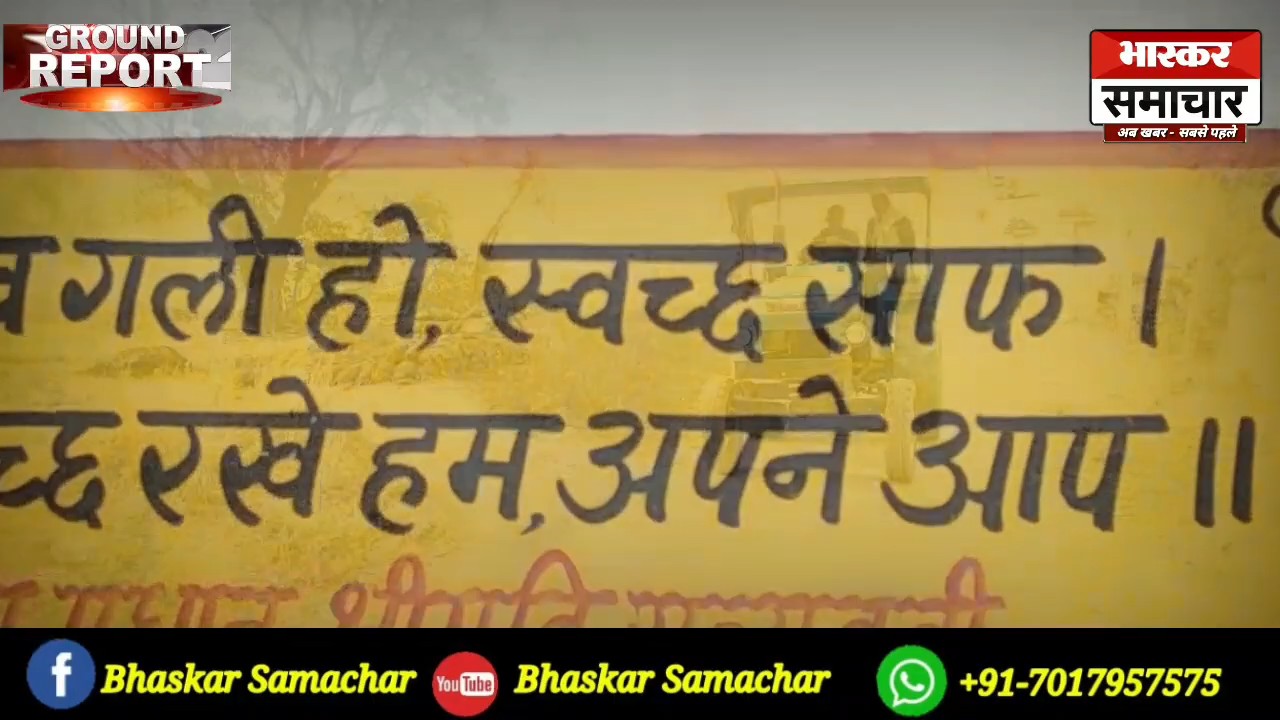 GROUND
REPORT
भास्कर
समाचार
अब खबर - सबसे पहले
गली हो, स्वच्छ साफ ।
रखे हम, अपने आप ॥
Bhaskar Samachar
YouTube
Bhaskar Samachar
+91-7017957575